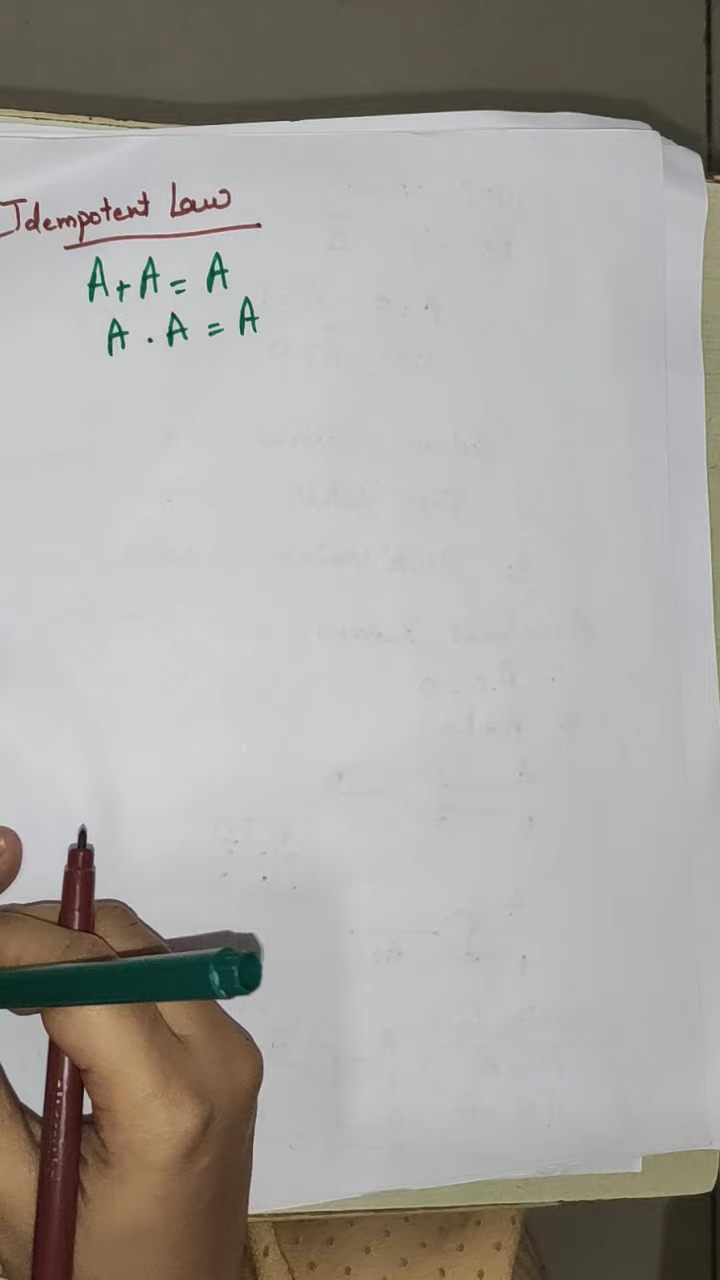 Idempotent Law
A + A = A
A . A = A